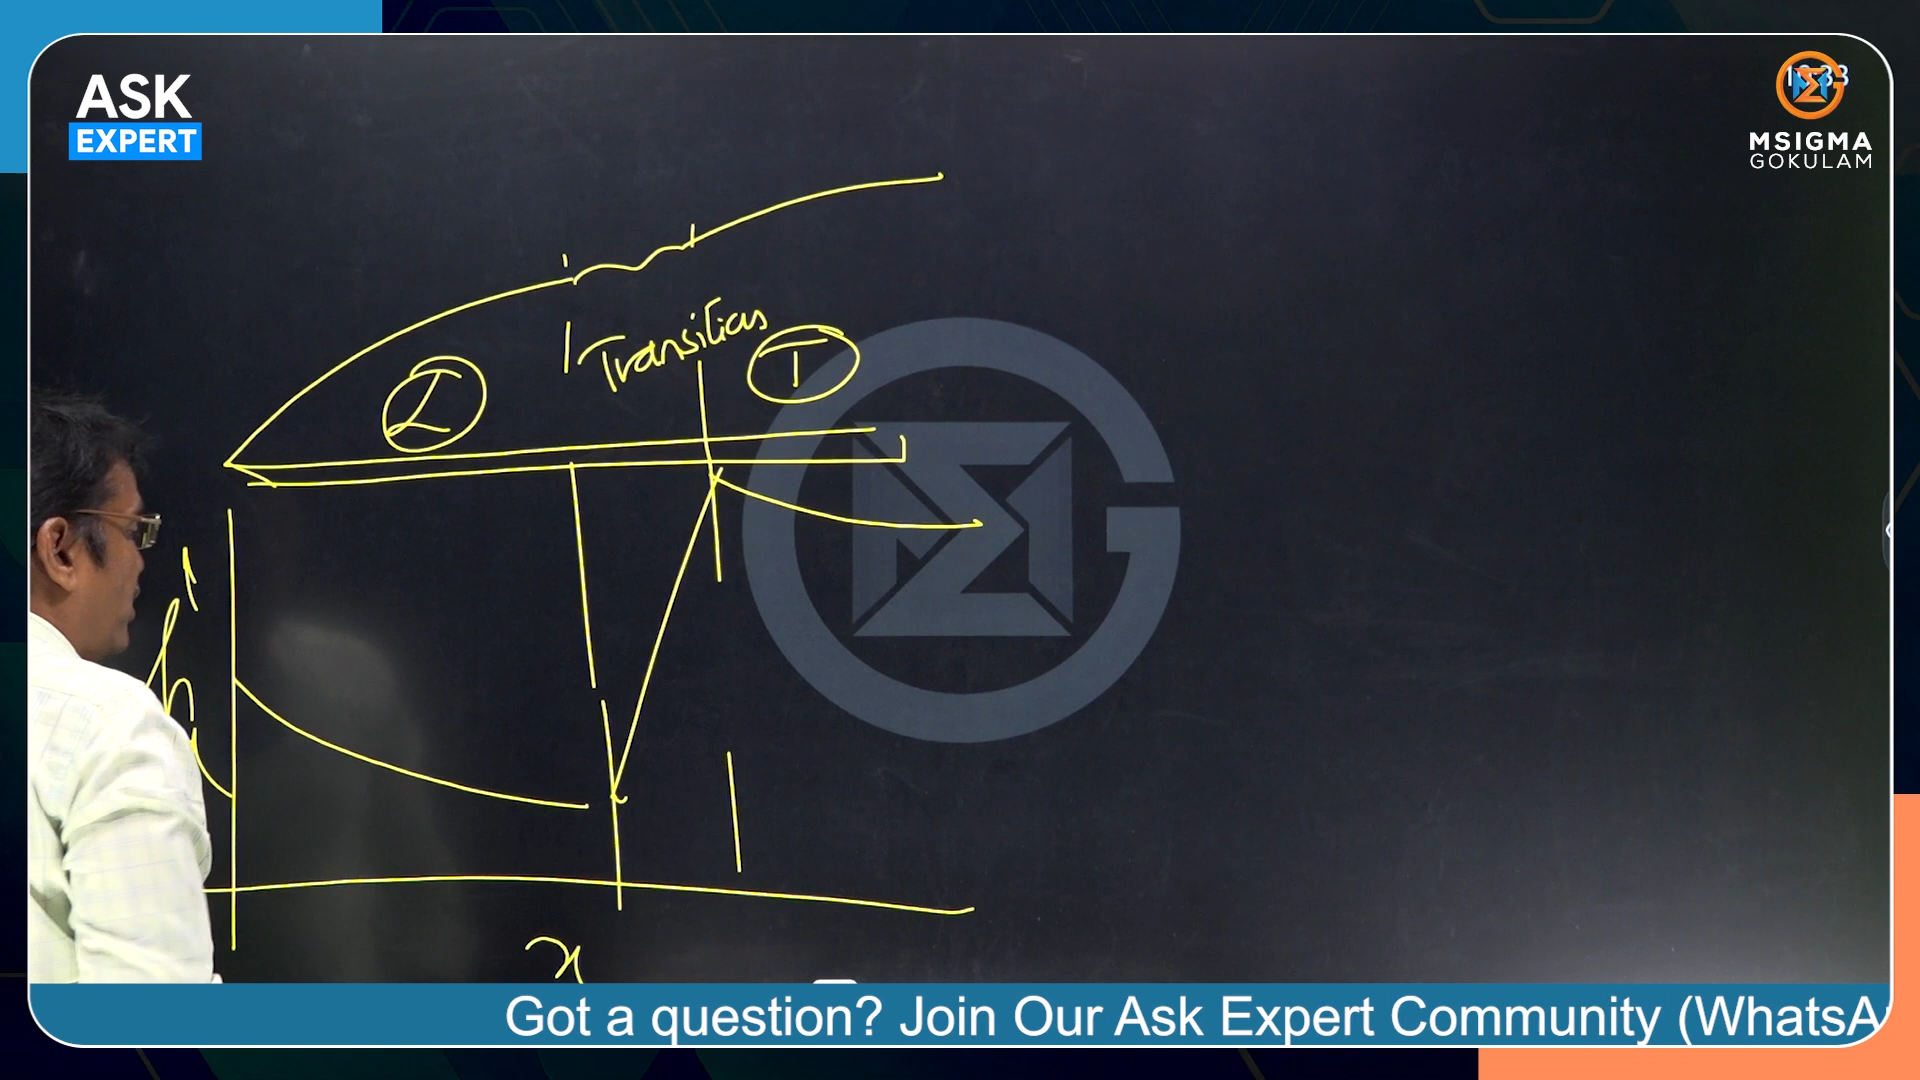 ASK
EXPERT
MSIGMA
GOKULAM
Transition
L
T
h
x
Got a question? Join Our Ask Expert Community (WhatsA